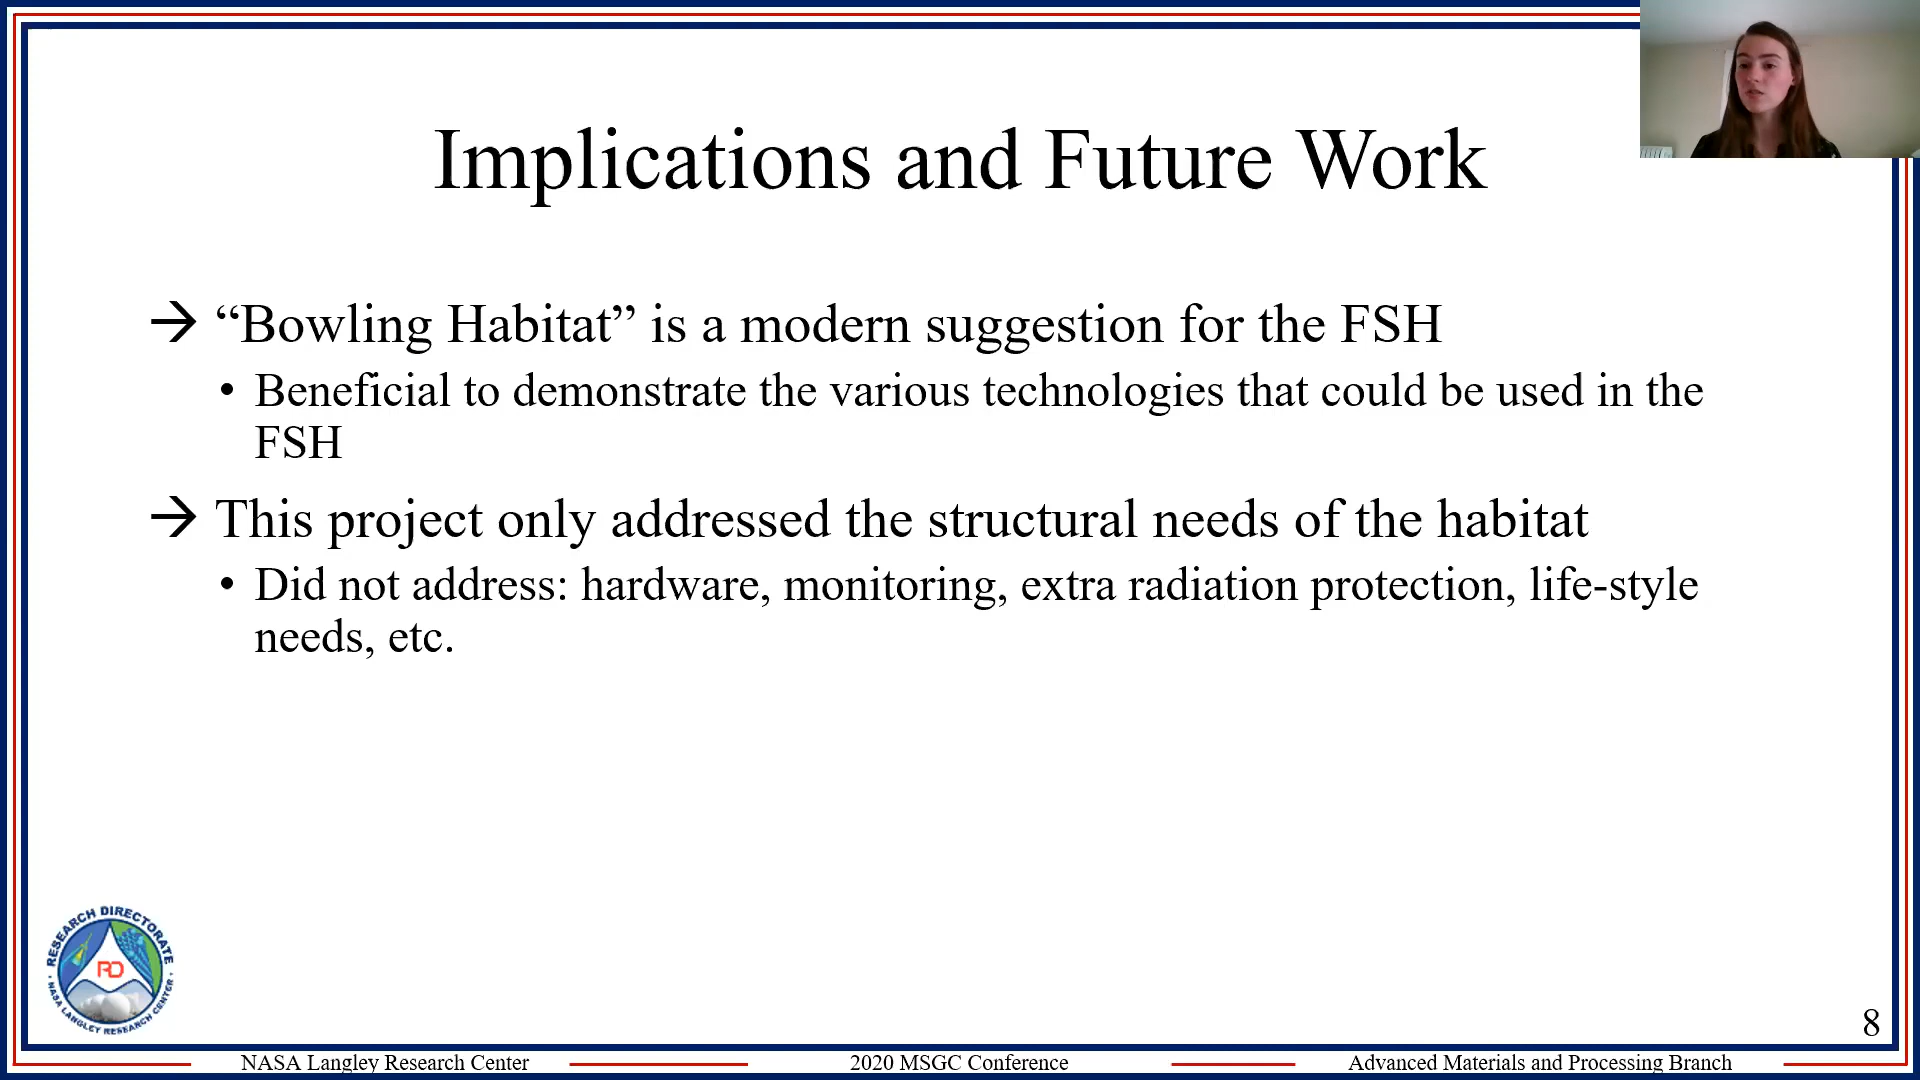 Implications and Future Work
→ “Bowling Habitat” is a modern suggestion for the FSH
• Beneficial to demonstrate the various technologies that could be used in the
FSH
→ This project only addressed the structural needs of the habitat
• Did not address: hardware, monitoring, extra radiation protection, life-style
needs, etc.
RESEARCH DIRECTORATE
RD
• NASA LANGLEY RESEARCH CENTER •
8
NASA Langley Research Center
2020 MSGC Conference
Advanced Materials and Processing Branch